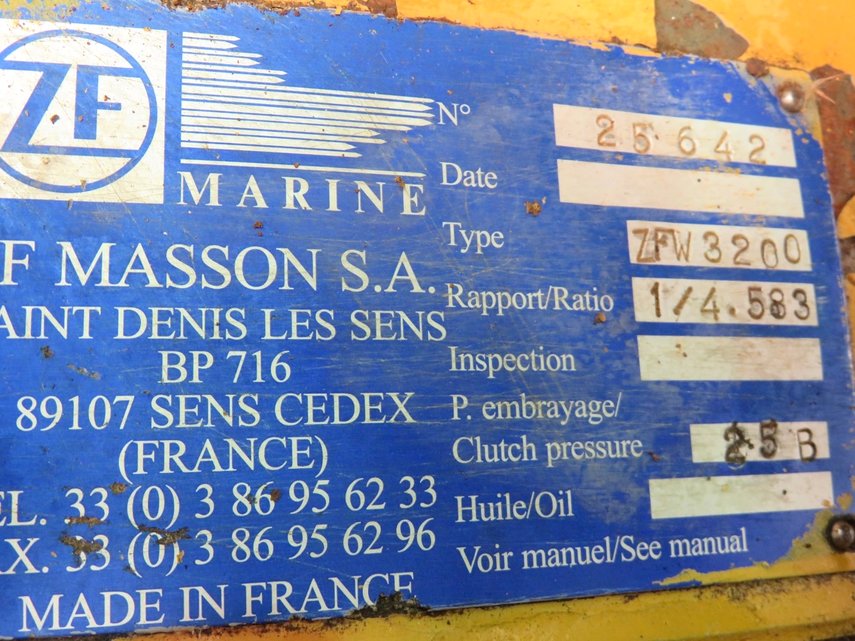 ZF
MARINE
F MASSON S.A.
AINT DENIS LES SENS
BP 716
89107 SENS CEDEX
(FRANCE)
EL. 33 (0) 3 86 95 62 33
X. 33 (0) 3 86 95 62 96
MADE IN FRANCE
N° 25642
Date
Type ZFW3200
Rapport/Ratio 1/4.583
Inspection
P. embrayage/
Clutch pressure 25 B
Huile/Oil
Voir manuel/See manual